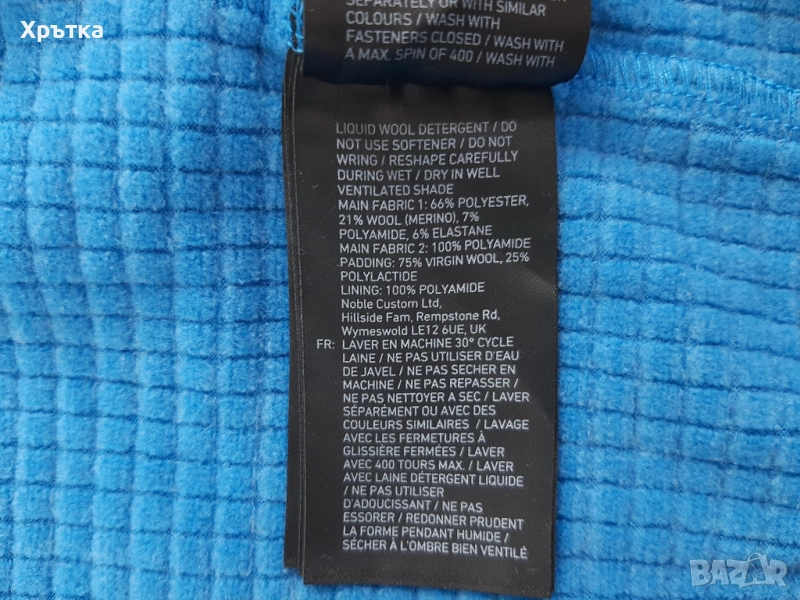 Хрътка
SEPARATELY OR WITH SIMILAR
COLOURS / WASH WITH
FASTENERS CLOSED / WASH WITH
A MAX. SPIN OF 400 / WASH WITH
LIQUID WOOL DETERGENT / DO
NOT USE SOFTENER / DO NOT
WRING / RESHAPE CAREFULLY
DURING WET / DRY IN WELL
VENTILATED SHADE
MAIN FABRIC 1: 66% POLYESTER,
21% WOOL (MERINO), 7%
POLYAMIDE, 6% ELASTANE
MAIN FABRIC 2: 100% POLYAMIDE
PADDING: 75% VIRGIN WOOL, 25%
POLYLACTIDE
LINING: 100% POLYAMIDE
Noble Custom Ltd,
Hillside Fam, Rempstone Rd,
Wymeswold LE12 6UE, UK
FR: LAVER EN MACHINE 30° CYCLE
LAINE / NE PAS UTILISER D'EAU
DE JAVEL / NE PAS SECHER EN
MACHINE / NE PAS REPASSER /
NE PAS NETTOYER A SEC / LAVER
SÉPARÉMENT OU AVEC DES
COULEURS SIMILAIRES / LAVAGE
AVEC LES FERMETURES À
GLISSIÈRE FERMÉES / LAVER
AVEC 400 TOURS MAX. / LAVER
AVEC LAINE DÉTERGENT LIQUIDE
/ NE PAS UTILISER
D'ADOUCISSANT / NE PAS
ESSORER / REDONNER PRUDENT
LA FORME PENDANT HUMIDE /
SÉCHER À L'OMBRE BIEN VENTILÉ
BAZAR